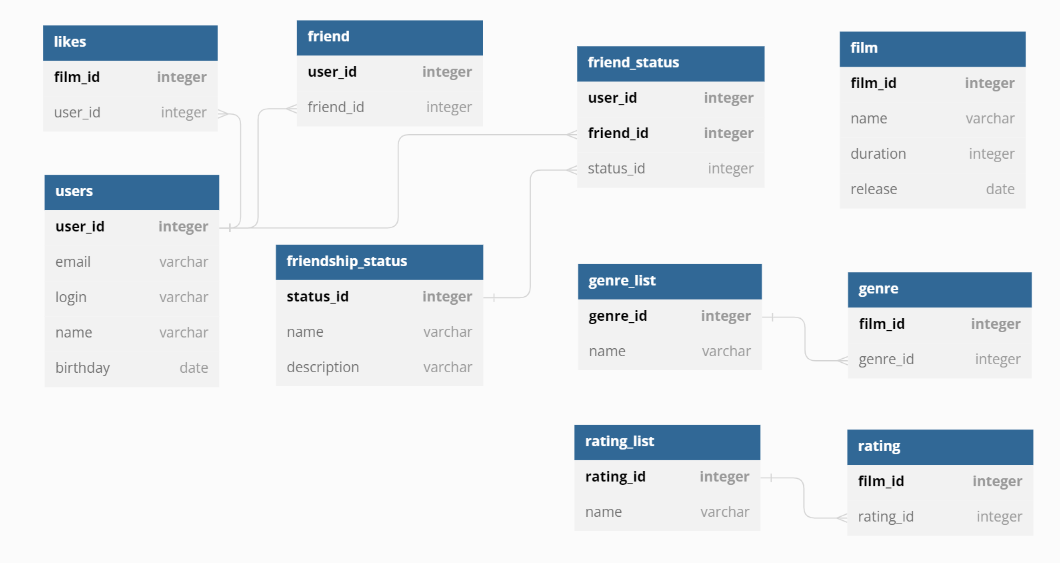 likes
film_id integer
user_id integer
friend
user_id integer
friend_id integer
friend_status
user_id integer
friend_id integer
status_id integer
film
film_id integer
name varchar
duration integer
release date
users
user_id integer
email varchar
login varchar
name varchar
birthday date
friendship_status
status_id integer
name varchar
description varchar
genre_list
genre_id integer
name varchar
genre
film_id integer
genre_id integer
rating_list
rating_id integer
name varchar
rating
film_id integer
rating_id integer